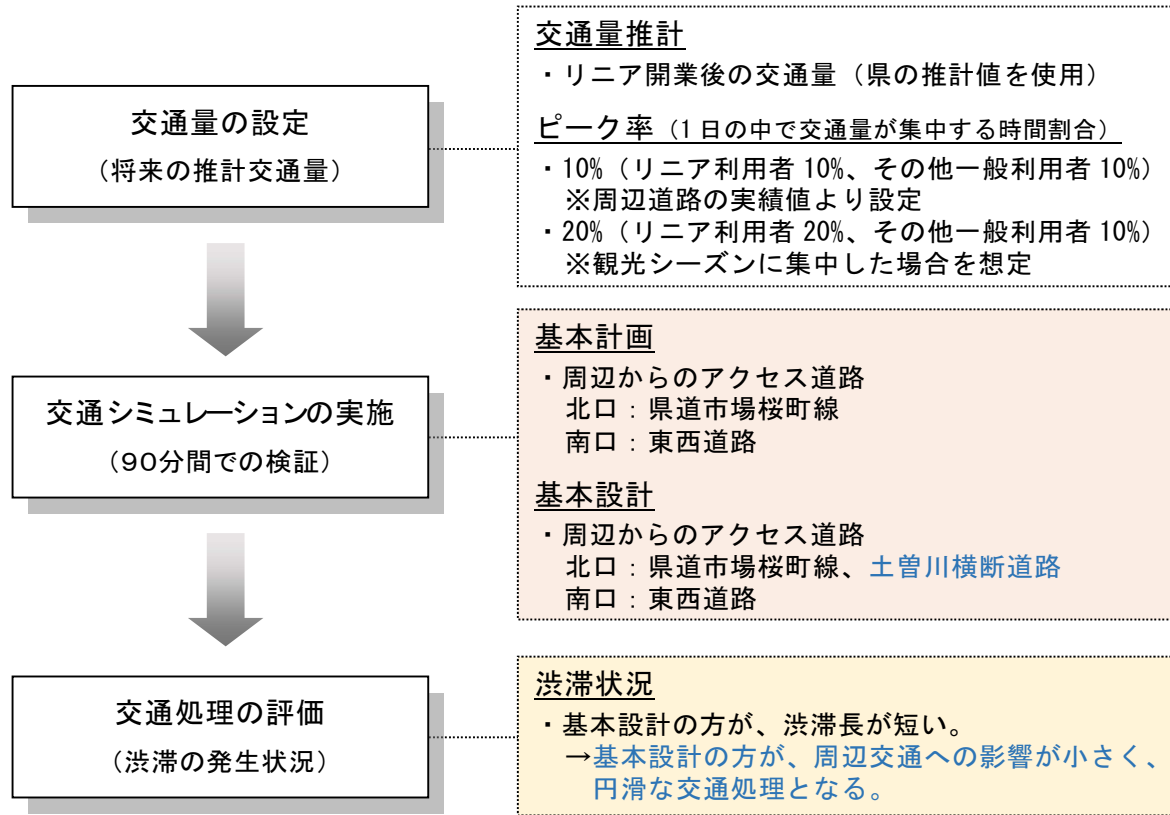 交通量の設定
(将来の推計交通量)
交通量推計
・リニア開業後の交通量(県の推計値を使用)
ピーク率(1日の中で交通量が集中する時間割合)
・10%(リニア利用者10%、その他一般利用者10%)
※周辺道路の実績値より設定
・20%(リニア利用者20%、その他一般利用者10%)
※観光シーズンに集中した場合を想定
交通シミュレーションの実施
(90分間での検証)
基本計画
・周辺からのアクセス道路
北口:県道市場桜町線
南口:東西道路
基本設計
・周辺からのアクセス道路
北口:県道市場桜町線、土曽川横断道路
南口:東西道路
交通処理の評価
(渋滞の発生状況)
渋滞状況
・基本設計の方が、渋滞長が短い。
→基本設計の方が、周辺交通への影響が小さく、
円滑な交通処理となる。